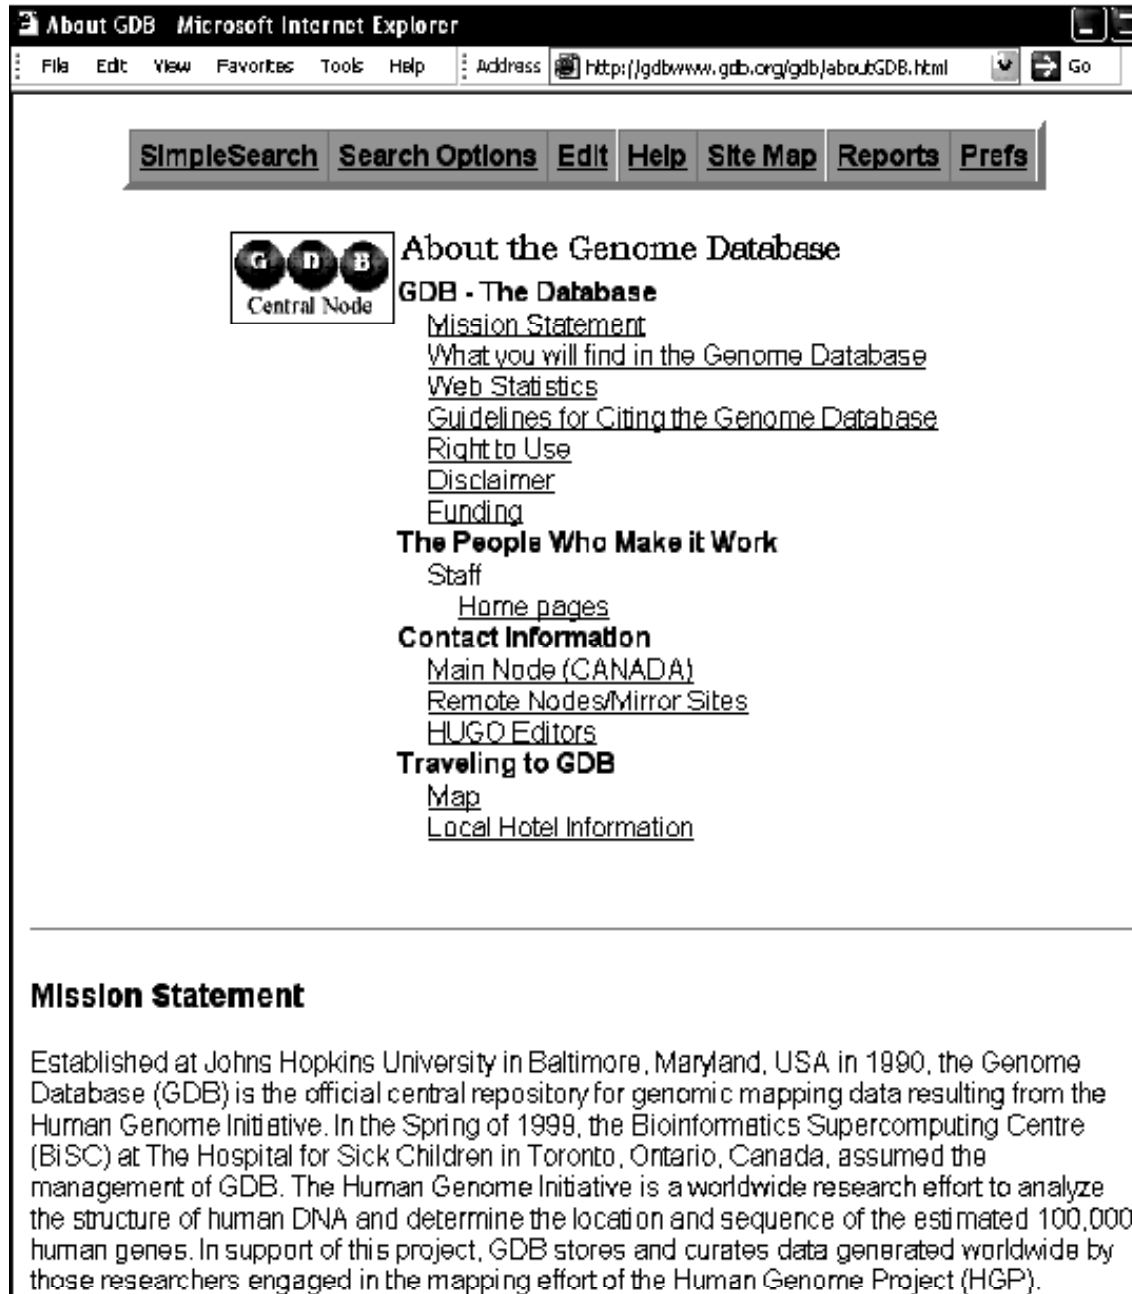 About GDB Microsoft Internet Explorer
File Edit View Favorites Tools Help Address http://gdbwww.gdb.org/gdb/aboutGDB.html Go
SimpleSearch Search Options Edit Help Site Map Reports Prefs
G D B
Central Node
About the Genome Database
GDB - The Database
Mission Statement
What you will find in the Genome Database
Web Statistics
Guidelines for Citing the Genome Database
Right to Use
Disclaimer
Funding
The People Who Make it Work
Staff
Home pages
Contact Information
Main Node (CANADA)
Remote Nodes/Mirror Sites
HUGO Editors
Traveling to GDB
Map
Local Hotel Information
Mission Statement
Established at Johns Hopkins University in Baltimore, Maryland, USA in 1990, the Genome
Database (GDB) is the official central repository for genomic mapping data resulting from the
Human Genome Initiative. In the Spring of 1999, the Bioinformatics Supercomputing Centre
(BiSC) at The Hospital for Sick Children in Toronto, Ontario, Canada, assumed the
management of GDB. The Human Genome Initiative is a worldwide research effort to analyze
the structure of human DNA and determine the location and sequence of the estimated 100,000
human genes. In support of this project, GDB stores and curates data generated worldwide by
those researchers engaged in the mapping effort of the Human Genome Project (HGP).